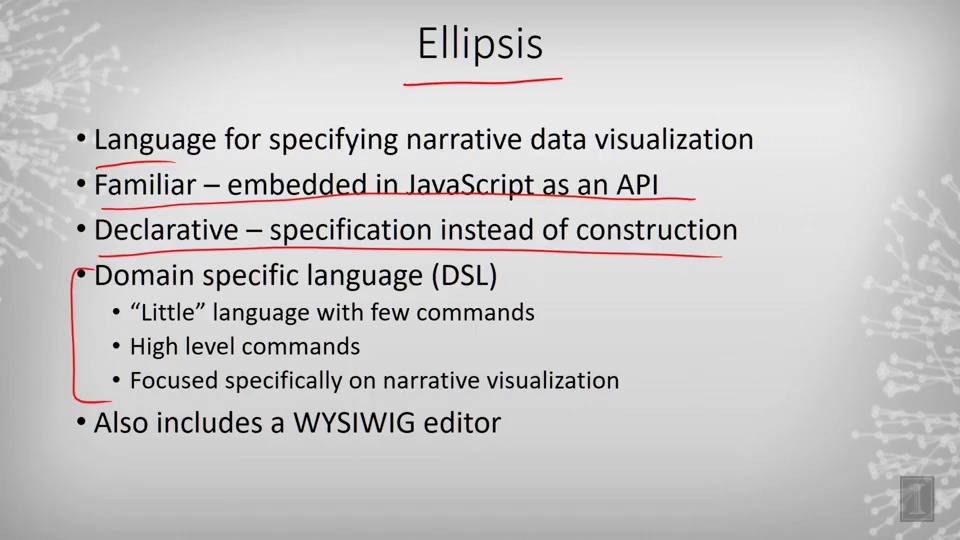 Ellipsis
• Language for specifying narrative data visualization
• Familiar – embedded in JavaScript as an API
• Declarative – specification instead of construction
• Domain specific language (DSL)
• “Little” language with few commands
• High level commands
• Focused specifically on narrative visualization
• Also includes a WYSIWIG editor
I